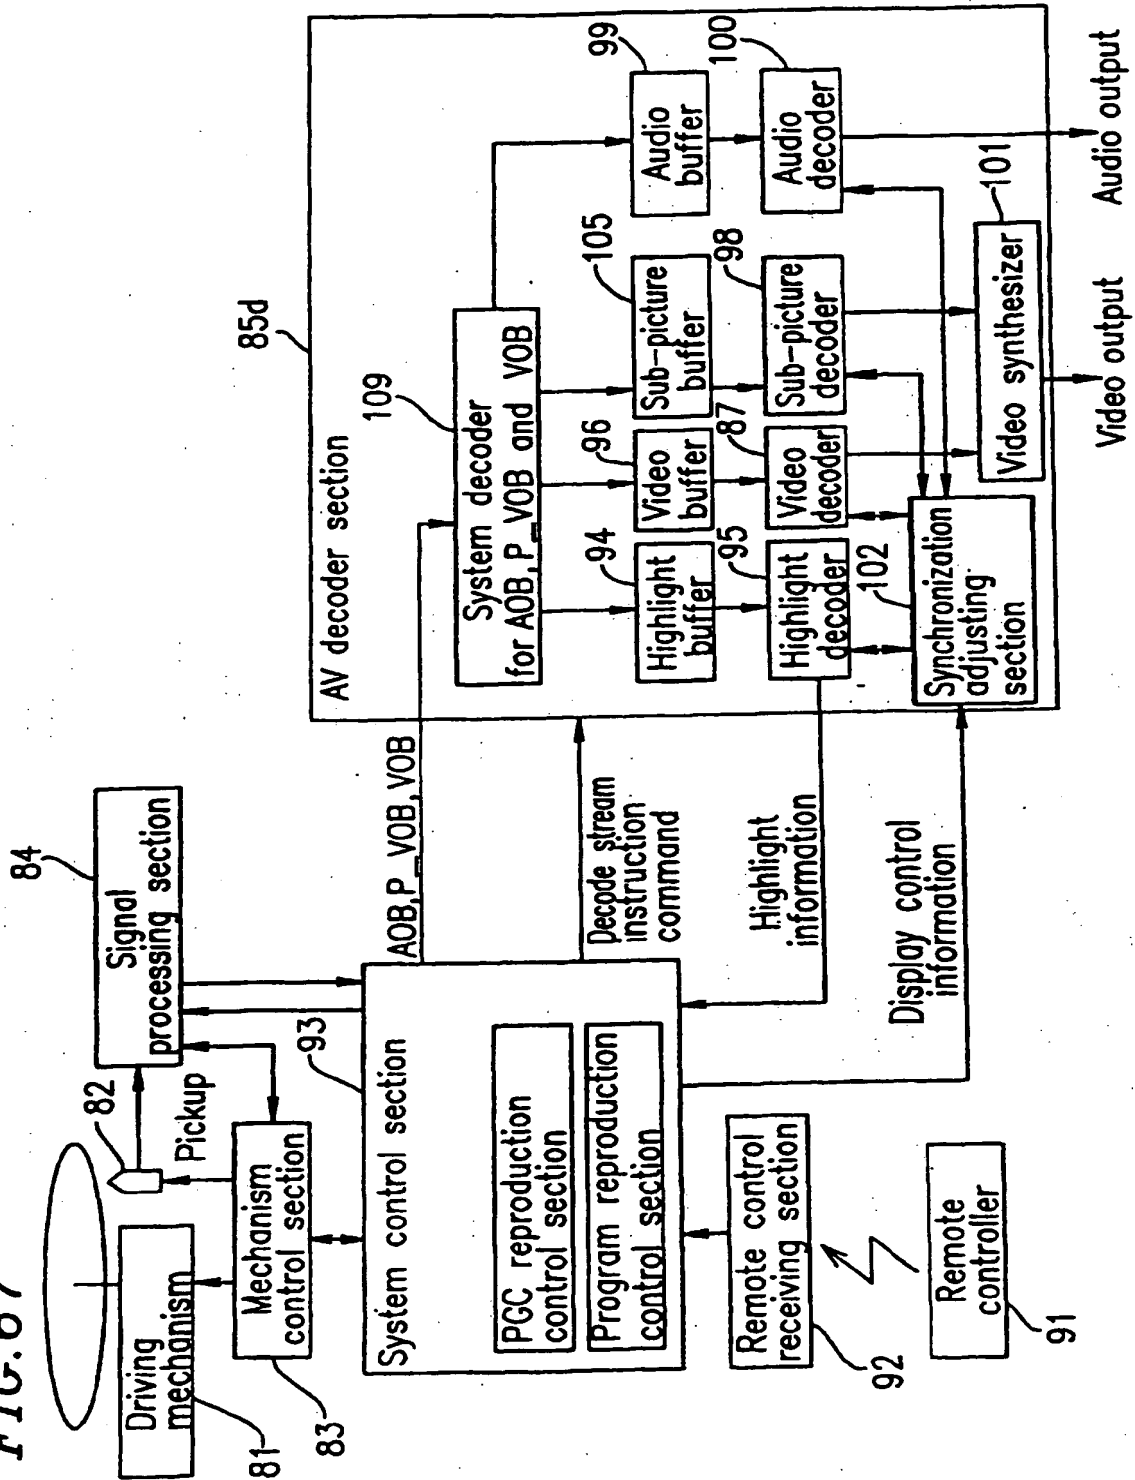 FIG. 67
Driving
mechanism
81
82
Pickup
Mechanism
control section
83
84
Signal
processing section
System control section
93
PGC reproduction
control section
Program reproduction
control section
Remote control
receiving section
92
Remote
controller
91
AOB,P_VOB,VOB
Decode stream
instruction
command
Highlight
information
Display control
information
85d
AV decoder section
109
System decoder
for AOB,P_VOB and VOB
94
Highlight
buffer
96
Video
buffer
105
Sub-picture
buffer
99
Audio
buffer
95
Highlight
decoder
87
Video
decoder
98
Sub-picture
decoder
100
Audio
decoder
102
Synchronization
adjusting
section
101
Video synthesizer
Video output
Audio output